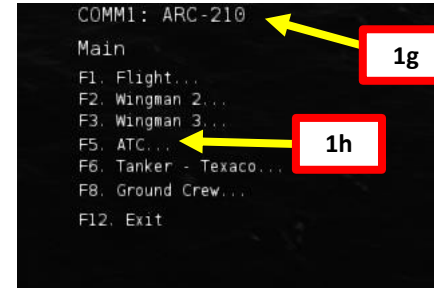 COMM1: ARC-210
1g
Main
F1. Flight...
F2. Wingman 2...
F3. Wingman 3...
F5. ATC...
1h
F6. Tanker - Texaco...
F8. Ground Crew...
F12. Exit